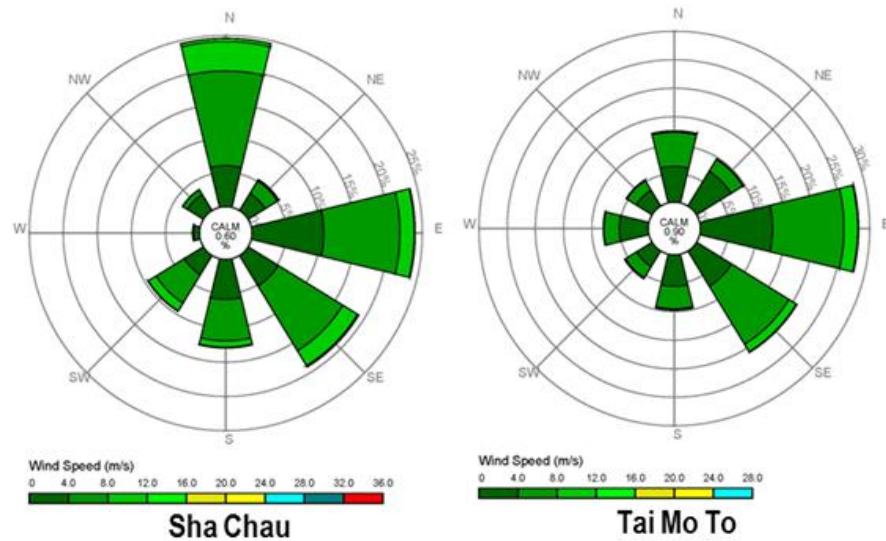 N
NW
NE
25%
20%
15%
10%
5%
CALM
0.60
%
W
E
SW
SE
S
Wind Speed (m/s)
0 4.0 8.0 12.0 16.0 20.0 24.0 28.0 32.0 36.0
Sha Chau
N
NW
NE
30%
25%
20%
15%
10%
CALM
0.90
%
W
E
SW
SE
S
Wind Speed (m/s)
0 4.0 8.0 12.0 16.0 20.0 24.0 28.0
Tai Mo To